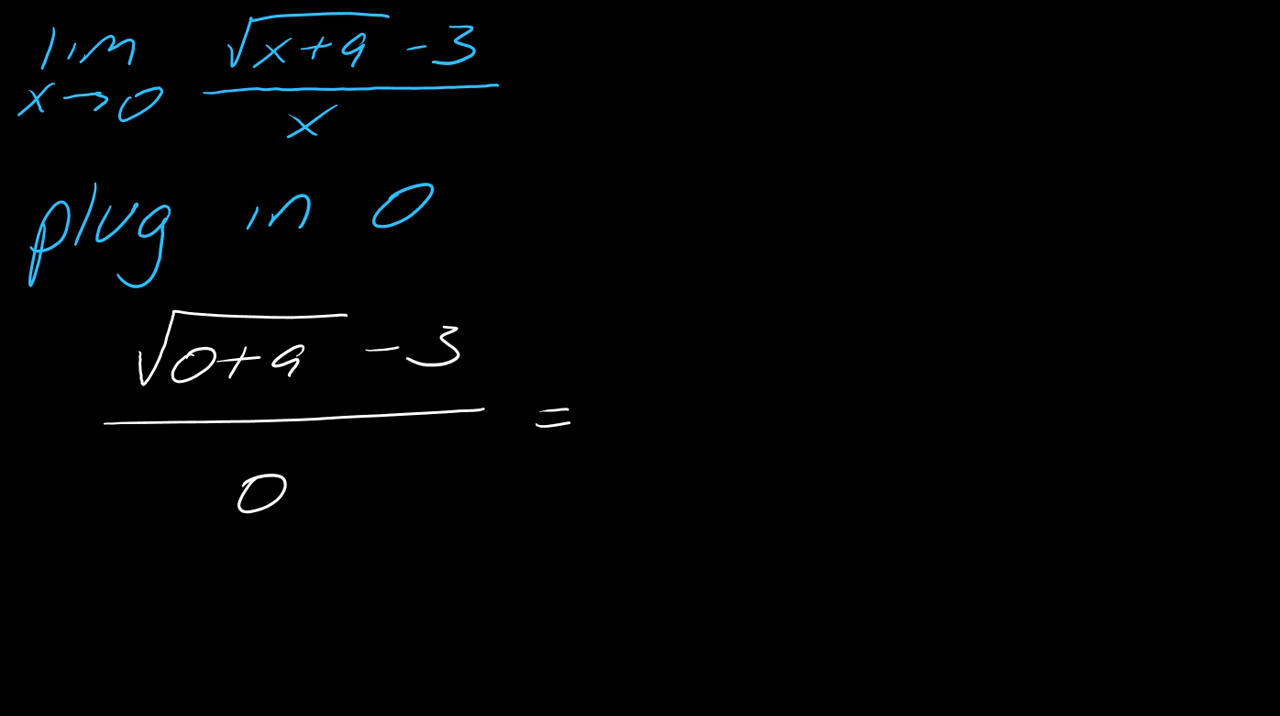 lim x→0 (√(x+9) - 3)/x
plug in 0
(√(0+9) - 3)/0 =